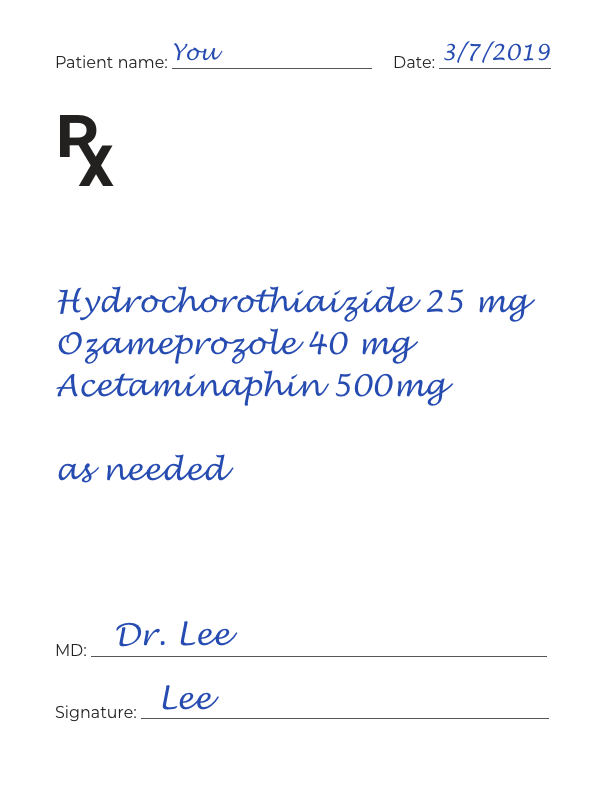 Patient name: You Date: 3/7/2019
Rx
Hydrochorothiaizide 25 mg
Ozameprozole 40 mg
Acetaminaphin 500mg
as needed
MD: Dr. Lee
Signature: Lee